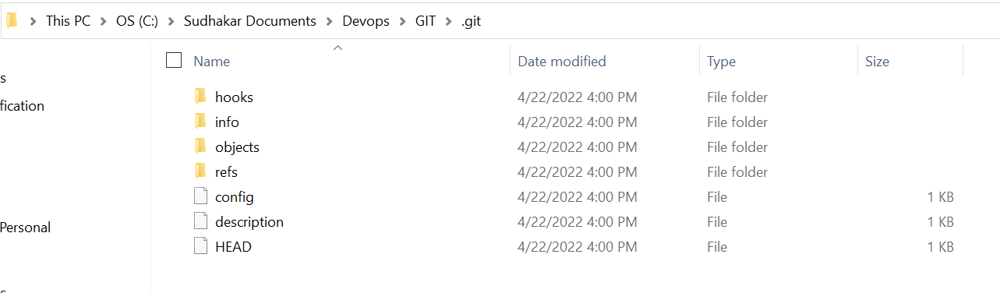 This PC > OS (C:) > Sudhakar Documents > Devops > GIT > .git
Name Date modified Type Size
s
fication
Personal
s
hooks 4/22/2022 4:00 PM File folder
info 4/22/2022 4:00 PM File folder
objects 4/22/2022 4:00 PM File folder
refs 4/22/2022 4:00 PM File folder
config 4/22/2022 4:00 PM File 1 KB
description 4/22/2022 4:00 PM File 1 KB
HEAD 4/22/2022 4:00 PM File 1 KB